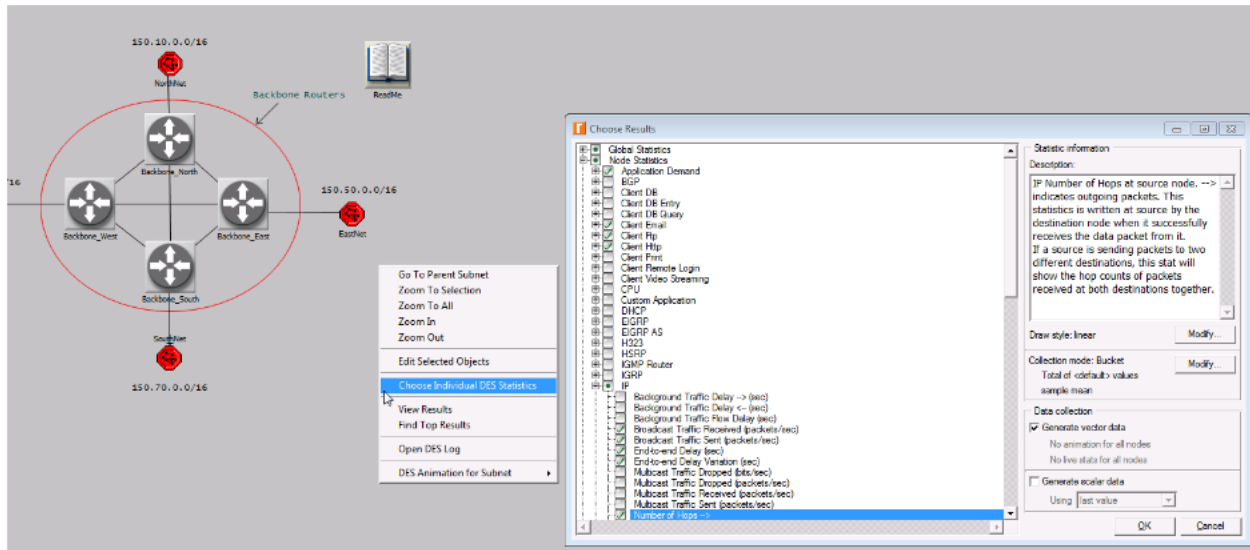 150.10.0.0/16
NorthNet
Backbone Routers
ReadMe
Backbone_North
/16
150.50.0.0/16
Backbone_West
Backbone_East
EastNet
Backbone_South
SouthNet
150.70.0.0/16
Go To Parent Subnet
Zoom To Selection
Zoom To All
Zoom In
Zoom Out
Edit Selected Objects
Choose Individual DES Statistics
View Results
Find Top Results
Open DES Log
DES Animation for Subnet
Choose Results
Global Statistics
Node Statistics
Application Demand
BGP
Client DB
Client DB Entry
Client DB Query
Client Email
Client Ftp
Client Http
Client Print
Client Remote Login
Client Video Streaming
CPU
Custom Application
DHCP
EIGRP
EIGRP AS
H323
HSRP
IGMP Router
IGRP
IP
Background Traffic Delay --> (sec)
Background Traffic Delay <-- (sec)
Background Traffic Flow Delay (sec)
Broadcast Traffic Received (packets/sec)
Broadcast Traffic Sent (packets/sec)
End-to-end Delay (sec)
End-to-end Delay Variation (sec)
Multicast Traffic Dropped (bits/sec)
Multicast Traffic Dropped (packets/sec)
Multicast Traffic Received (packets/sec)
Multicast Traffic Sent (packets/sec)
Number of Hops -->
Statistic information
Description:
IP Number of Hops at source node. -->
indicates outgoing packets. This
statistics is written at source by the
destination node when it successfully
receives the data packet from it.
If a source is sending packets to two
different destinations, this stat will
show the hop counts of packets
received at both destinations together.
Draw style: linear
Modify...
Collection mode: Bucket
Modify...
Total of <default> values
sample mean
Data collection
Generate vector data
No animation for all nodes
No live stats for all nodes
Generate scalar data
Using last value
OK
Cancel